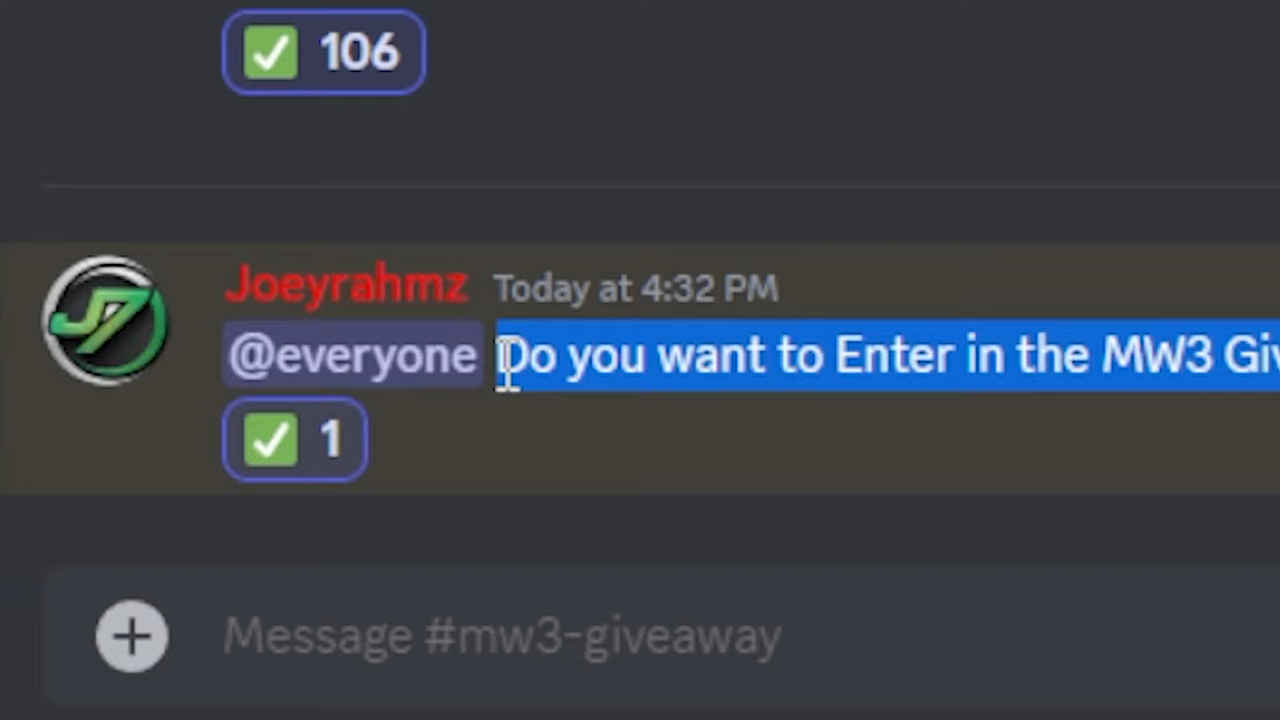 106
Joeyrahmz Today at 4:32 PM
@everyone Do you want to Enter in the MW3 Giv
1
Message #mw3-giveaway